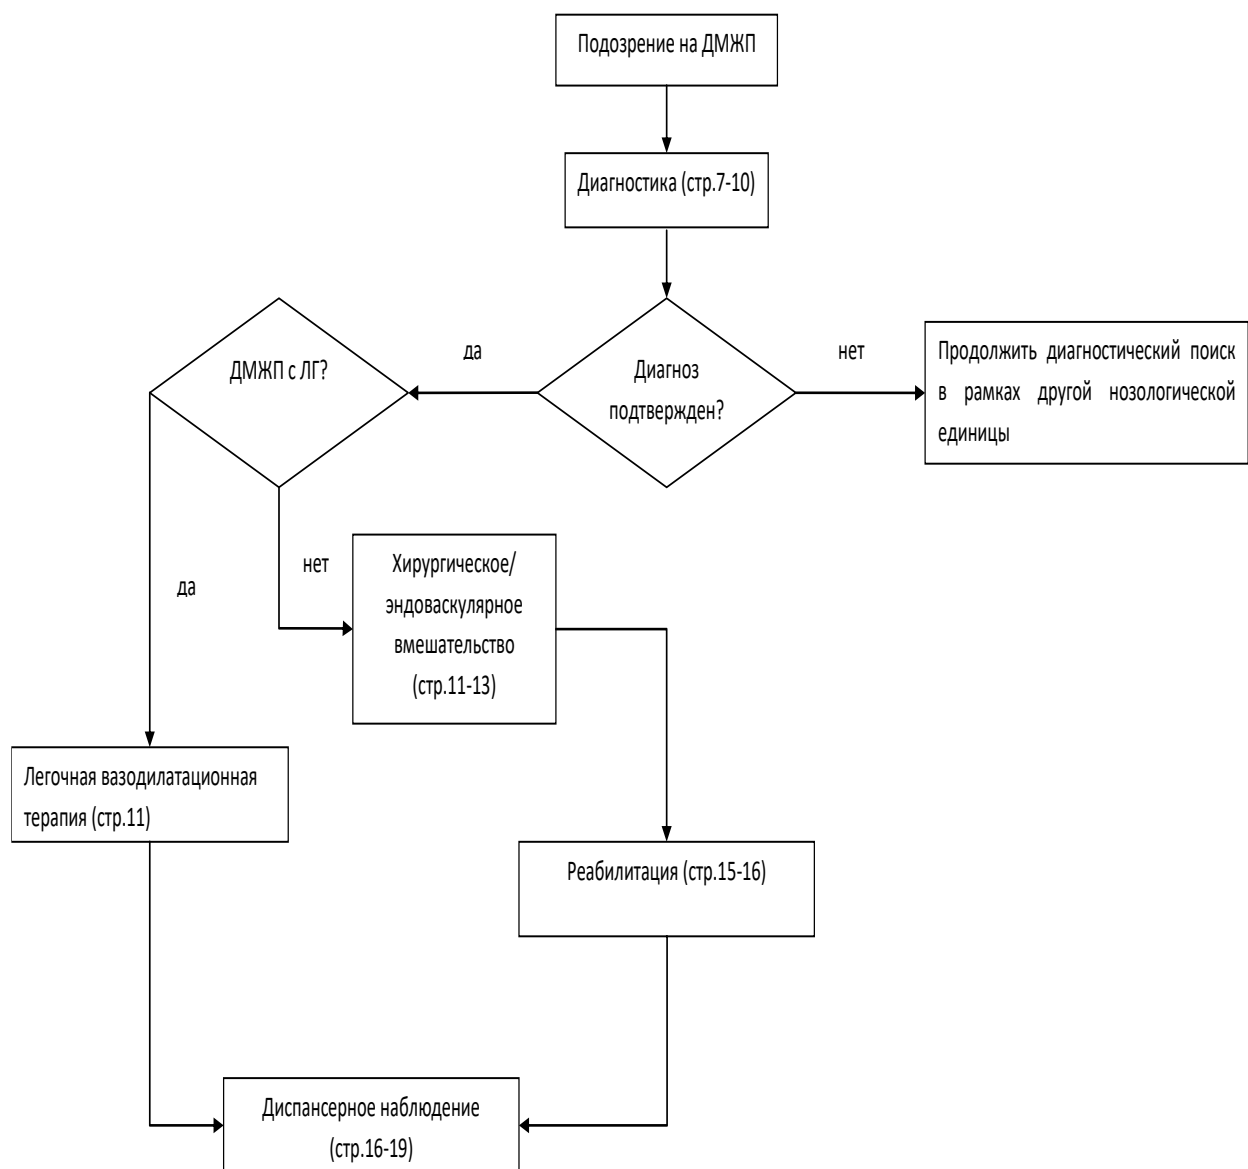 Подозрение на ДМЖП
Диагностика (стр.7-10)
ДМЖП с ЛГ?
да
Диагноз
подтвержден?
нет
Продолжить диагностический поиск
в рамках другой нозологической
единицы
да
нет
Хирургическое/
эндоваскулярное
вмешательство
(стр.11-13)
Легочная вазодилатационная
терапия (стр.11)
Реабилитация (стр.15-16)
Диспансерное наблюдение
(стр.16-19)